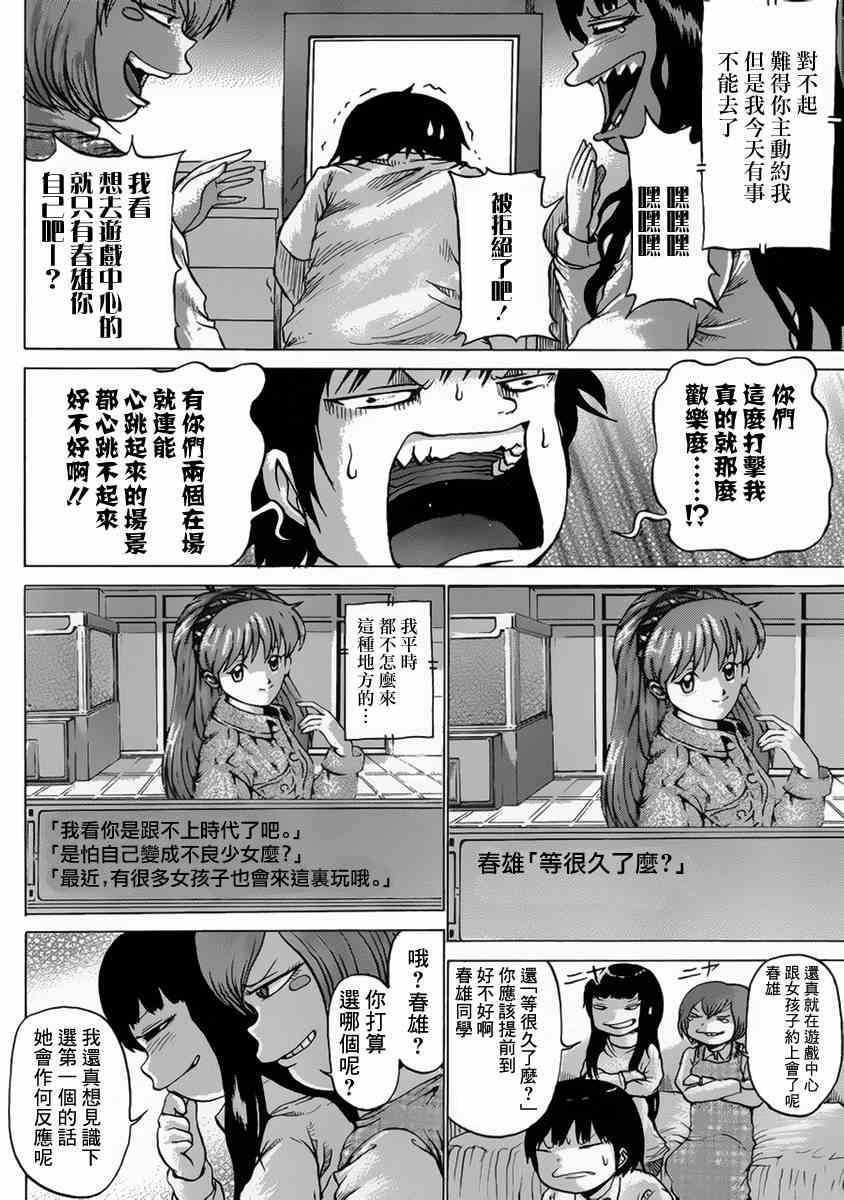 對不起
難得你主動約我
但是我今天有事
不能去了
嘿嘿嘿
嘿嘿嘿
被拒絕了吧！
我看
想去遊戲中心的
就只有春雄你
自己吧—？
你們
這麼打擊我
真的就那麼
歡樂麼……!?
有你們兩個在場
就連能
心跳起來的場景
都心跳不起來
好不好啊!!
春雄「等很久了麼?」
我平時
都不怎麼來
這種地方的…
「我看你是跟不上時代了吧。」
「是怕自己變成不良少女麼?」
「最近，有很多女孩子也會來這裏玩哦。」
還真就在遊戲中心
跟女孩子約上會了呢
春雄
還「等很久了麼?」
你應該提前到
好不好啊
春雄同學
哦？春雄?
你打算
選哪個呢?
我還真想見識下
選第一個的話
她會作何反應呢